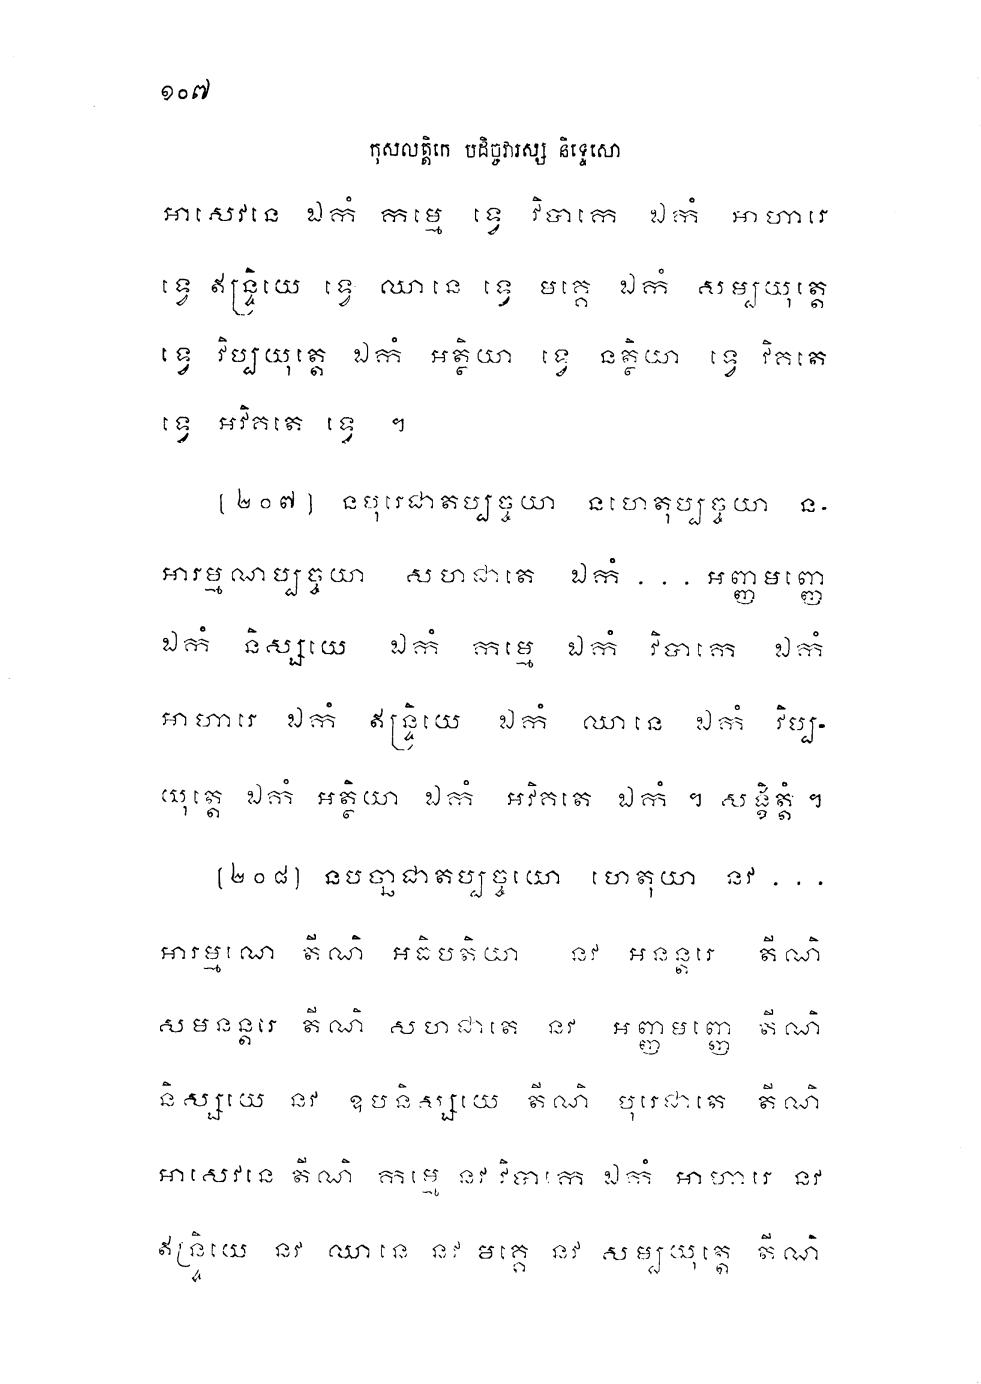 ១០៧
កុសលត្តិកេ បដិច្ចវារស្ស និទ្ទេសោ
អាសេវនេ ឯកំ កម្មេ ទ្វេ វិបាកេ ឯកំ អាហារេ
ទ្វេ ឥន្ទ្រិយេ ទ្វេ ឈានេ ទ្វេ មគ្គេ ឯកំ សម្បយុត្តេ
ទ្វេ វិប្បយុត្តេ ឯកំ អត្ថិយា ទ្វេ នត្ថិយា ទ្វេ វិគតេ
ទ្វេ អវិគតេ ទ្វេ ។
[២០៧] នបុរេជាតប្បច្ចយា នហេតុប្បច្ចយា ន-
អារម្មណប្បច្ចយា សហជាតេ ឯកំ ... អញ្ញមញ្ញេ
ឯកំ និស្សយេ ឯកំ កម្មេ ឯកំ វិបាកេ ឯកំ
អាហារេ ឯកំ ឥន្ទ្រិយេ ឯកំ ឈានេ ឯកំ វិប្ប-
យុត្តេ ឯកំ អត្ថិយា ឯកំ អវិគតេ ឯកំ ។ សង្ខិត្តំ ។
[២០៨] នបច្ឆាជាតប្បច្ចយោ ហេតុយា នវ ...
អារម្មណេ តីណិ អធិបតិយា នវ អនន្តរេ តីណិ
សមនន្តរេ តីណិ សហជាតេ នវ អញ្ញមញ្ញេ តីណិ
និស្សយេ នវ ឧបនិស្សយេ តីណិ បុរេជាតេ តីណិ
អាសេវនេ តីណិ កម្មេ នវ វិបាកេ ឯកំ អាហារេ នវ
ឥន្ទ្រិយេ នវ ឈានេ នវ មគ្គេ នវ សម្បយុត្តេ តីណិ